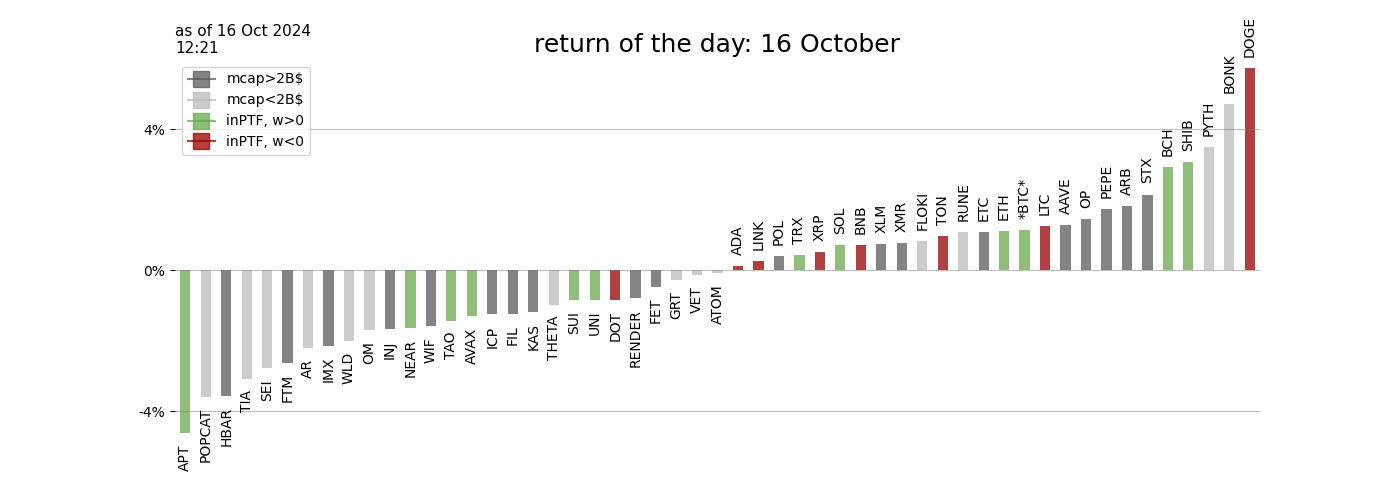 as of 16 Oct 2024
12:21
return of the day: 16 October
mcap>2B$
mcap<2B$
inPTF, w>0
inPTF, w<0
4%
0%
-4%
APT
POPCAT
HBAR
TIA
SEI
FTM
AR
IMX
WLD
OM
INJ
NEAR
WIF
TAO
AVAX
ICP
FIL
KAS
THETA
SUI
UNI
DOT
RENDER
FET
GRT
VET
ATOM
ADA
LINK
POL
TRX
XRP
SOL
BNB
XLM
XMR
FLOKI
TON
RUNE
ETC
ETH
*BTC*
LTC
AAVE
OP
PEPE
ARB
STX
BCH
SHIB
PYTH
BONK
DOGE